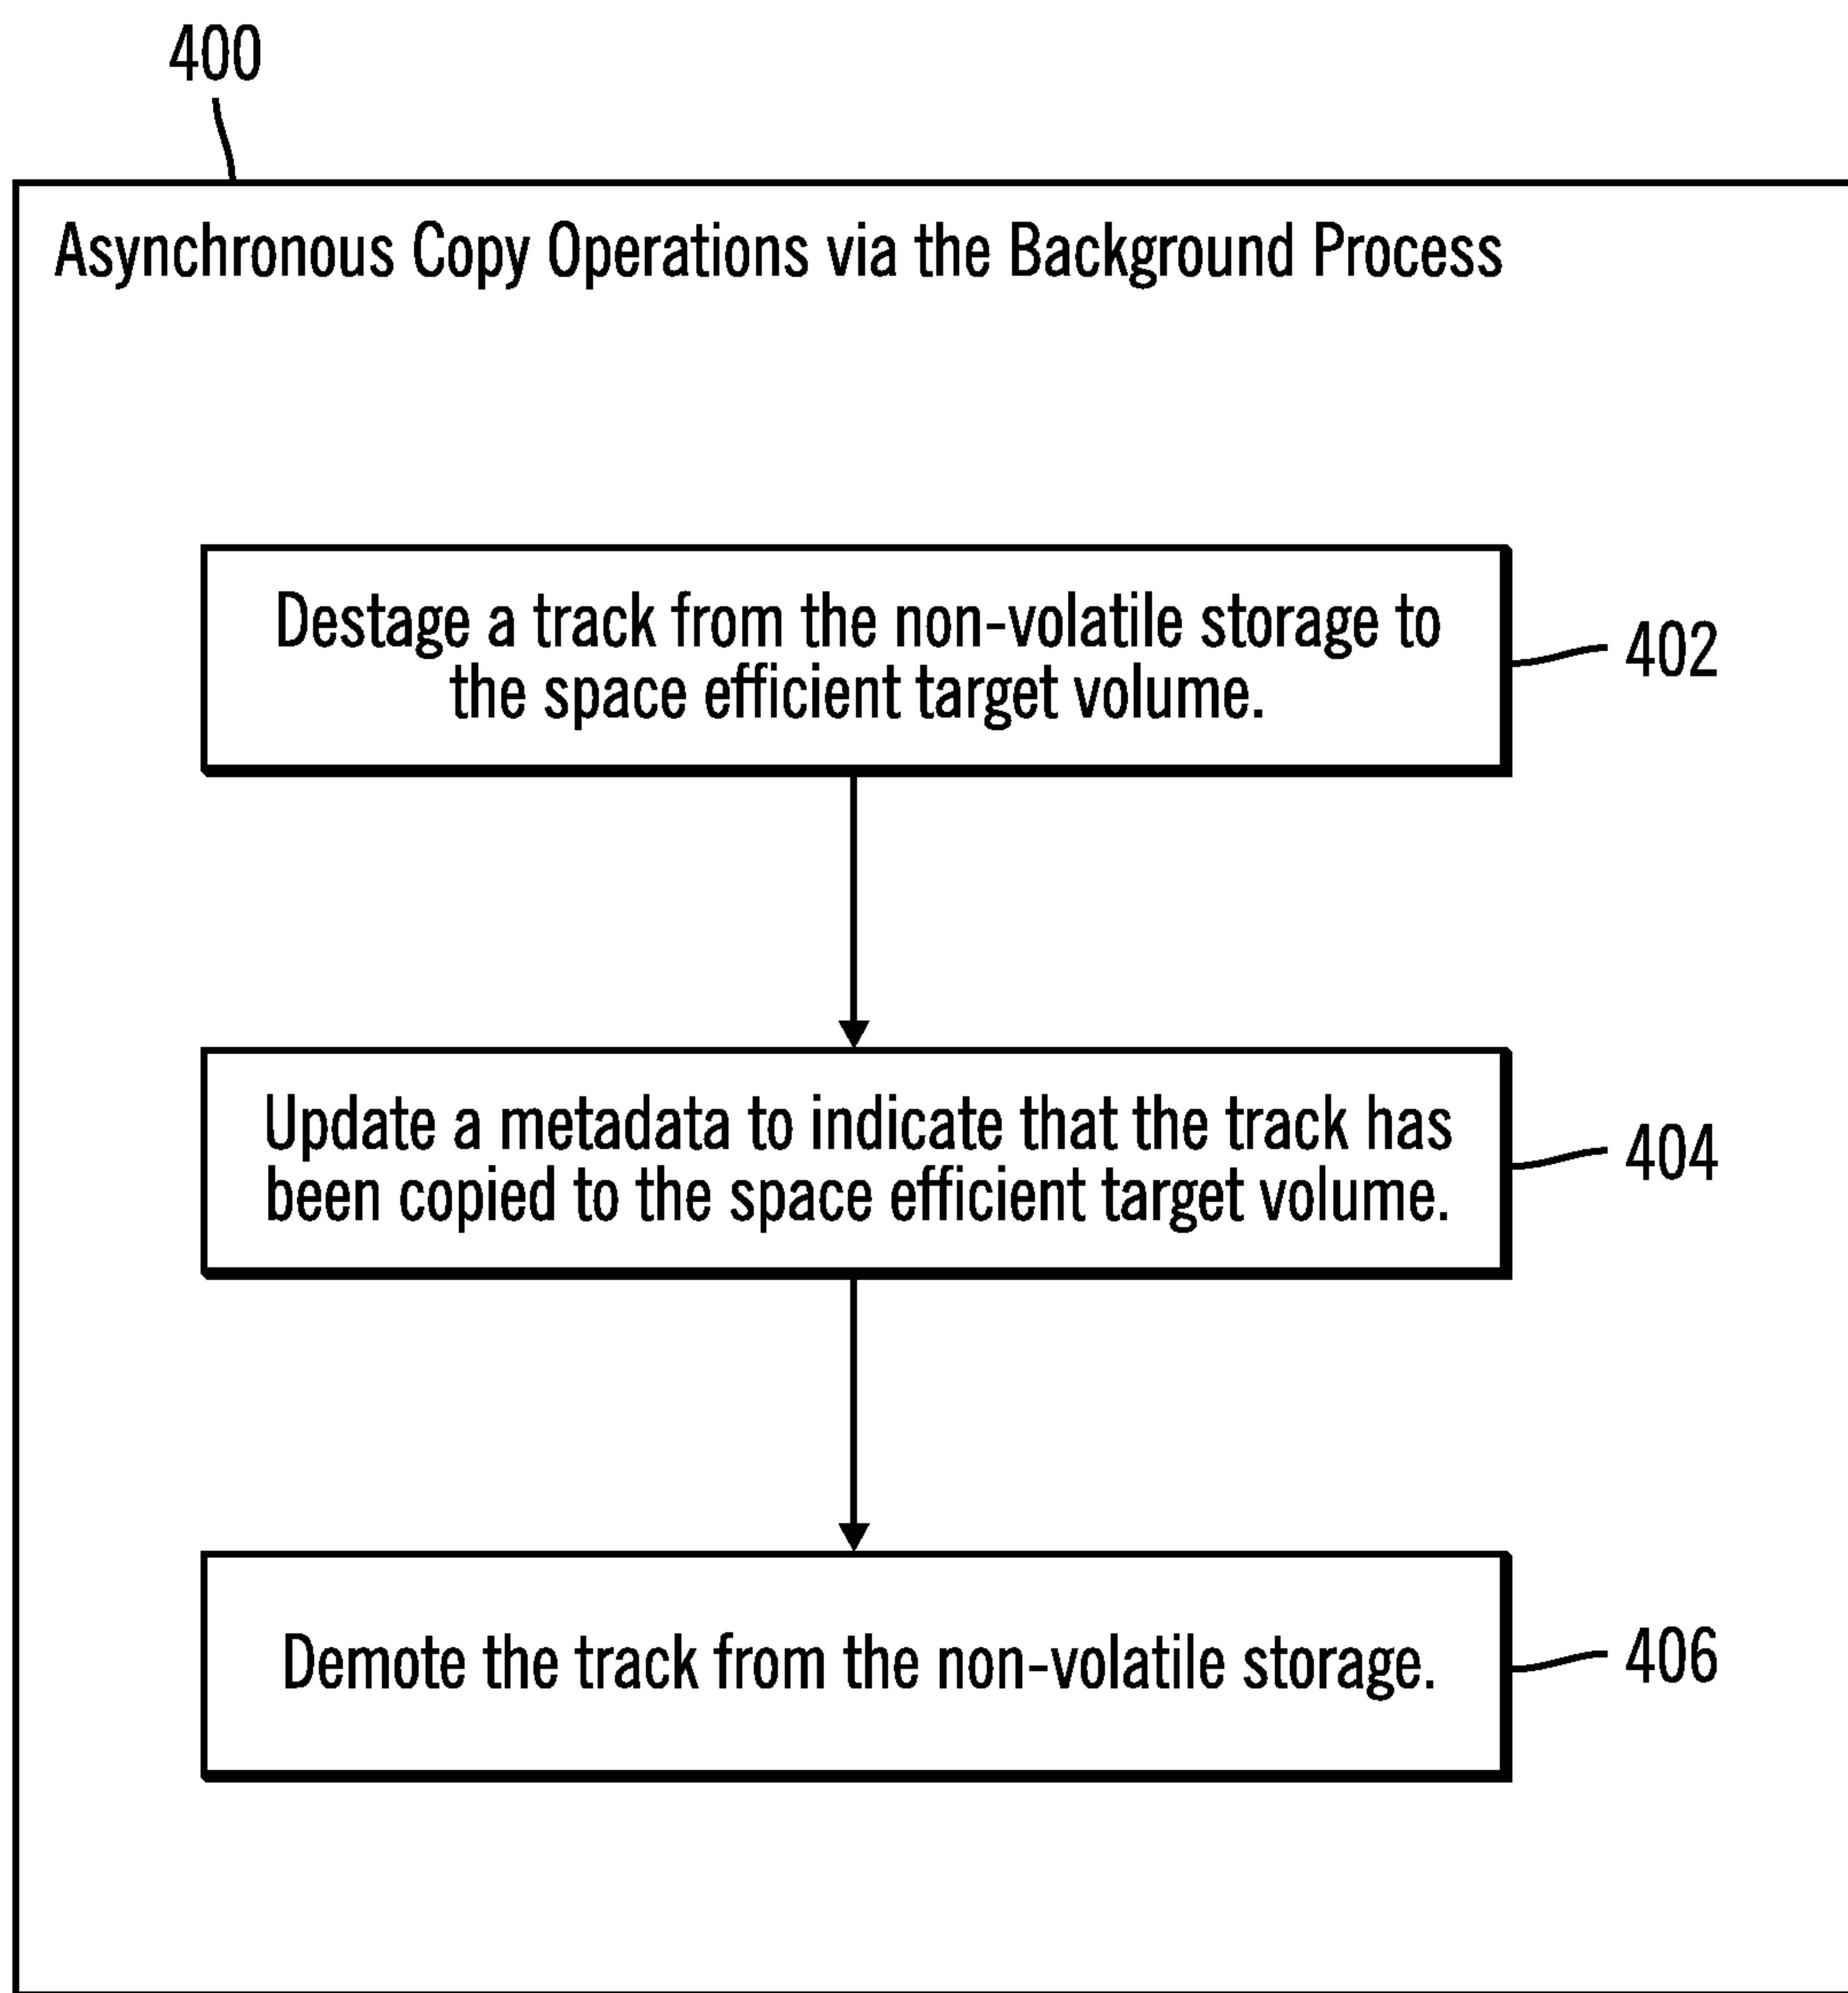 400
Asynchronous Copy Operations via the Background Process
Destage a track from the non-volatile storage to
the space efficient target volume.
402
Update a metadata to indicate that the track has
been copied to the space efficient target volume.
404
Demote the track from the non-volatile storage.
406